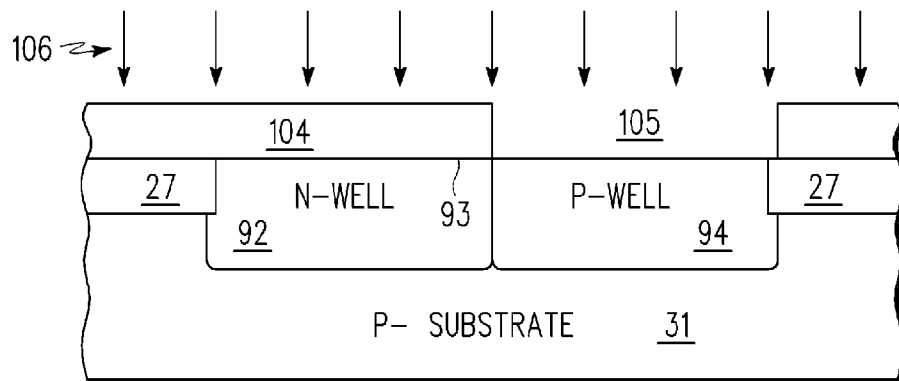 106
104
105
27
N-WELL
93
P-WELL
27
92
94
P- SUBSTRATE 31